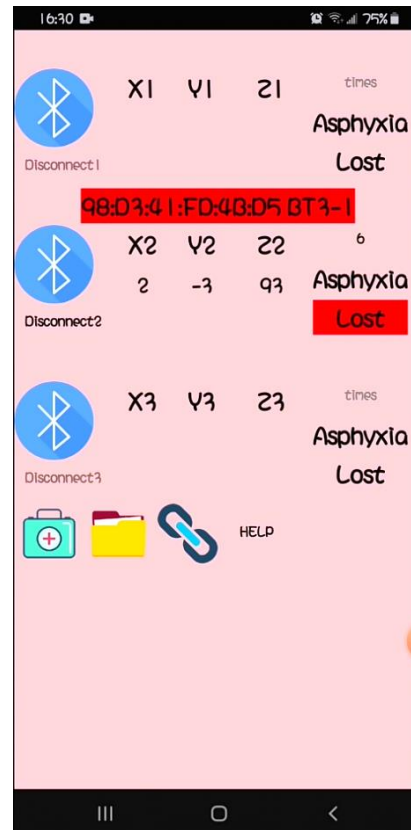 16:30 75%
X1 Y1 Z1 times
Asphyxia
Disconnect1 Lost
98:D3:41:FD:4B:D5 BT3-1
X2 Y2 Z2 6
2 -3 93 Asphyxia
Disconnect2 Lost
X3 Y3 Z3 times
Asphyxia
Disconnect3 Lost
HELP